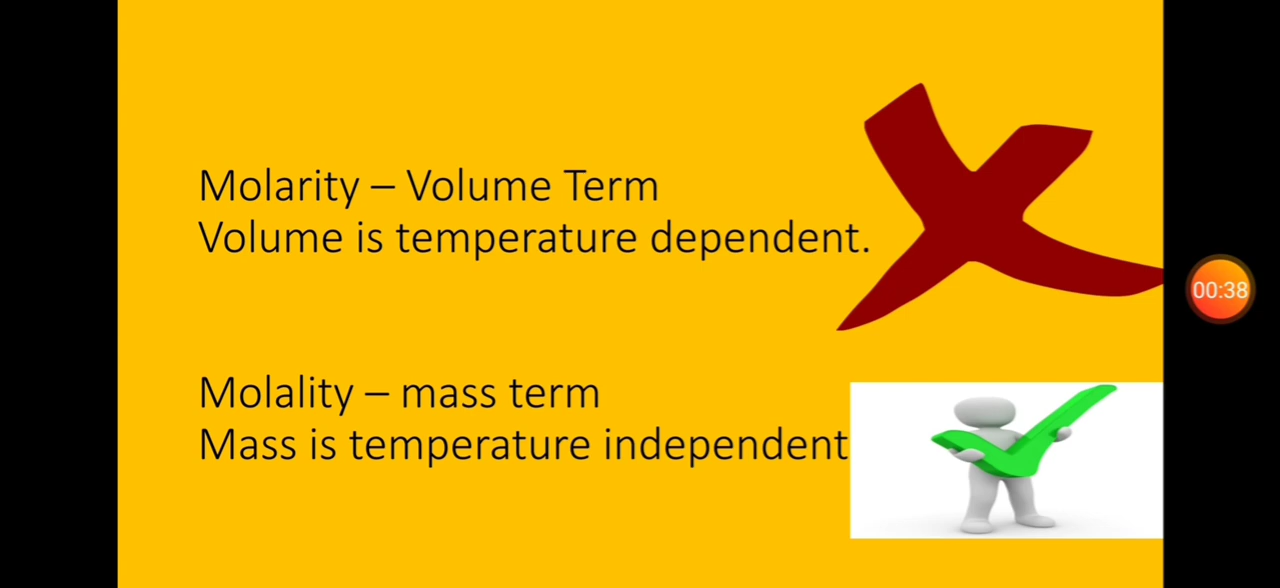 Molarity – Volume Term
Volume is temperature dependent.
Molality – mass term
Mass is temperature independent
00:38